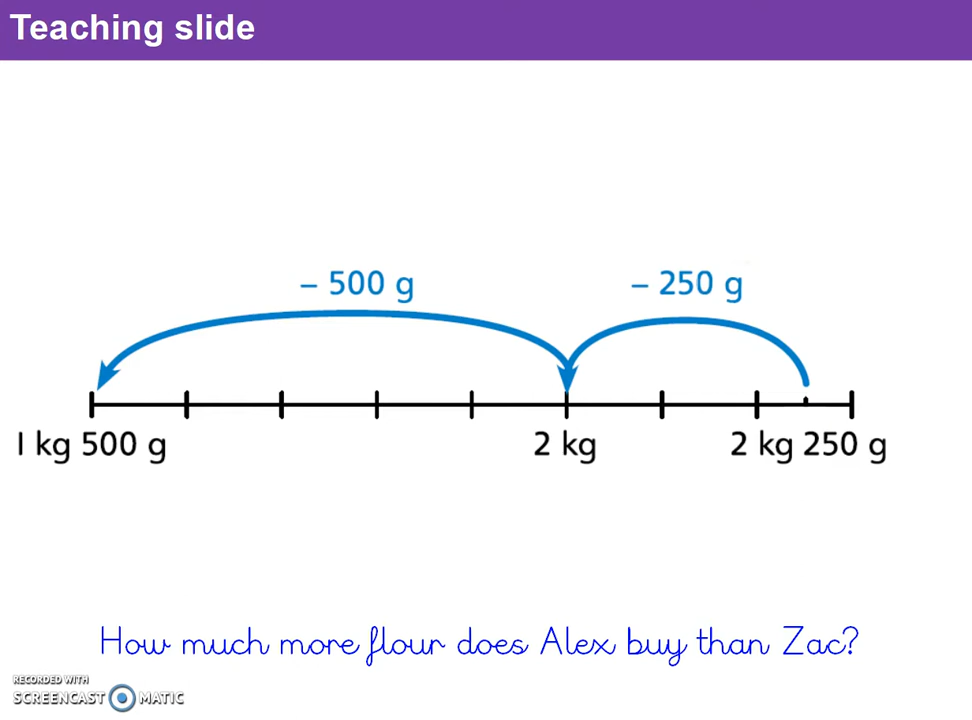 Teaching slide
– 500 g – 250 g
1 kg 500 g 2 kg 2 kg 250 g
How much more flour does Alex buy than Zac?
RECORDED WITH
SCREENCAST MATIC